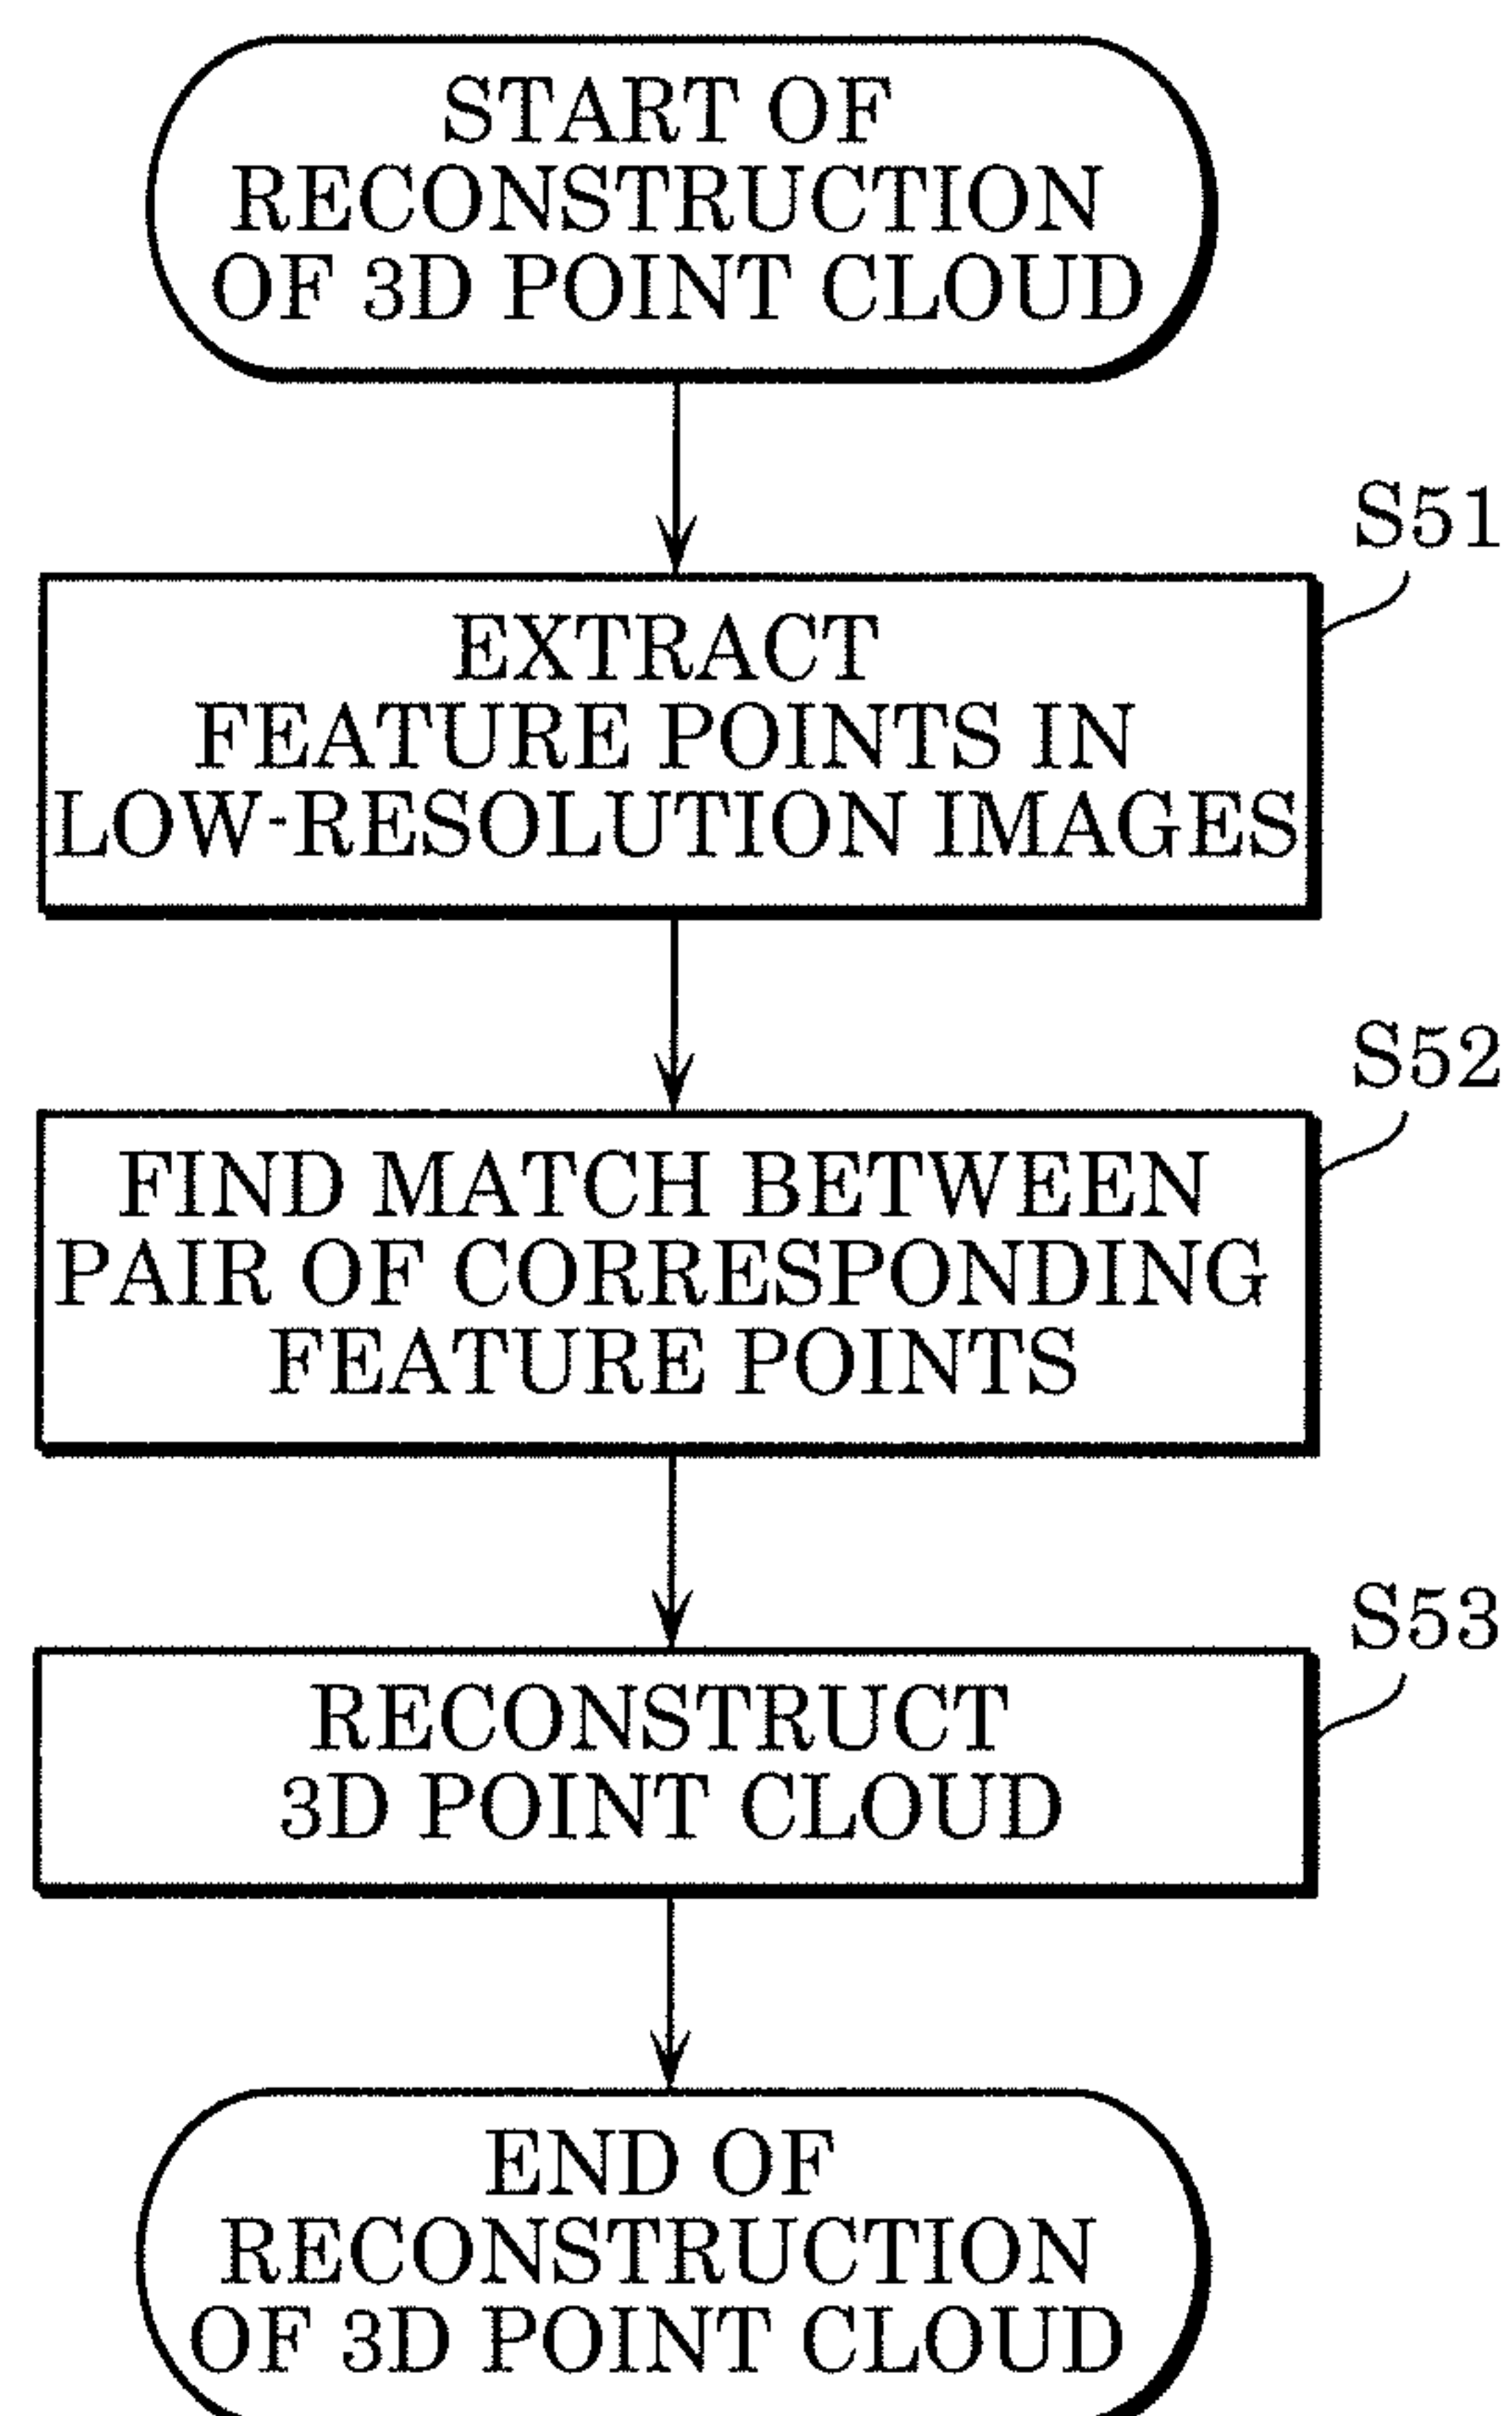 START OF
RECONSTRUCTION
OF 3D POINT CLOUD
S51
EXTRACT
FEATURE POINTS IN
LOW-RESOLUTION IMAGES
S52
FIND MATCH BETWEEN
PAIR OF CORRESPONDING
FEATURE POINTS
S53
RECONSTRUCT
3D POINT CLOUD
END OF
RECONSTRUCTION
OF 3D POINT CLOUD